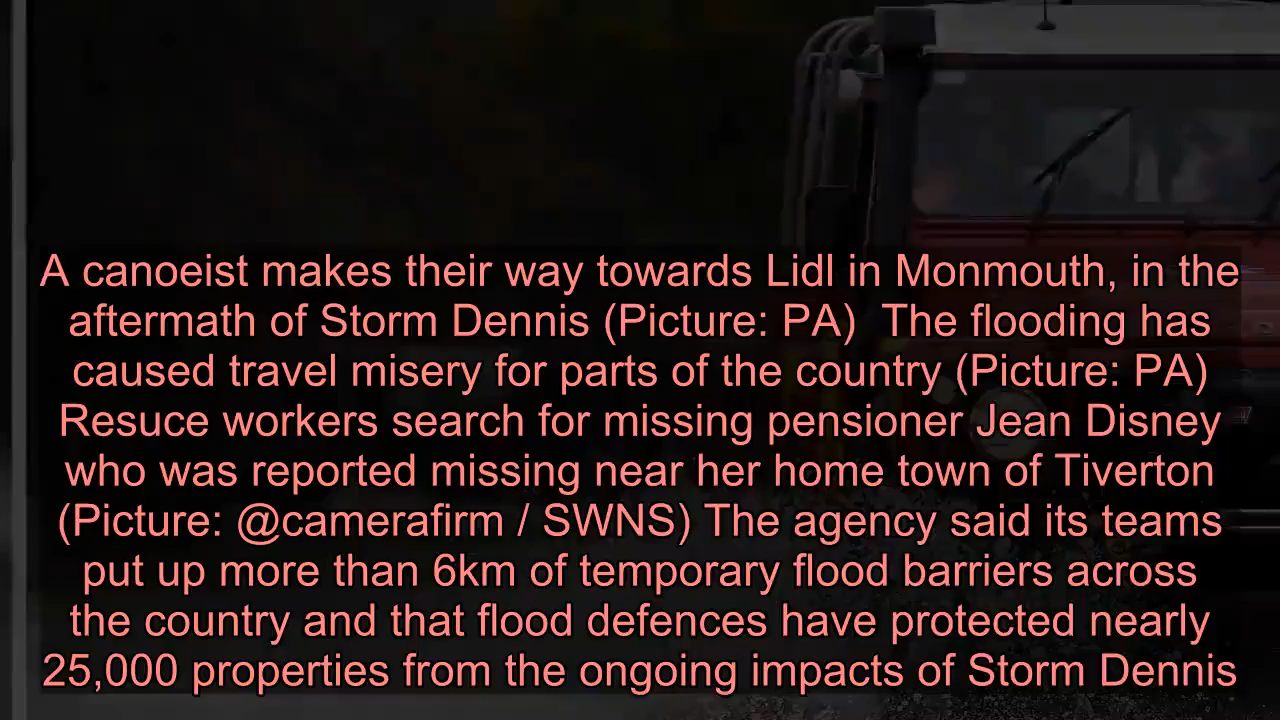 A canoeist makes their way towards Lidl in Monmouth, in the
aftermath of Storm Dennis (Picture: PA)  The flooding has
caused travel misery for parts of the country (Picture: PA)
Resuce workers search for missing pensioner Jean Disney
who was reported missing near her home town of Tiverton
(Picture: @camerafirm / SWNS) The agency said its teams
put up more than 6km of temporary flood barriers across
the country and that flood defences have protected nearly
25,000 properties from the ongoing impacts of Storm Dennis